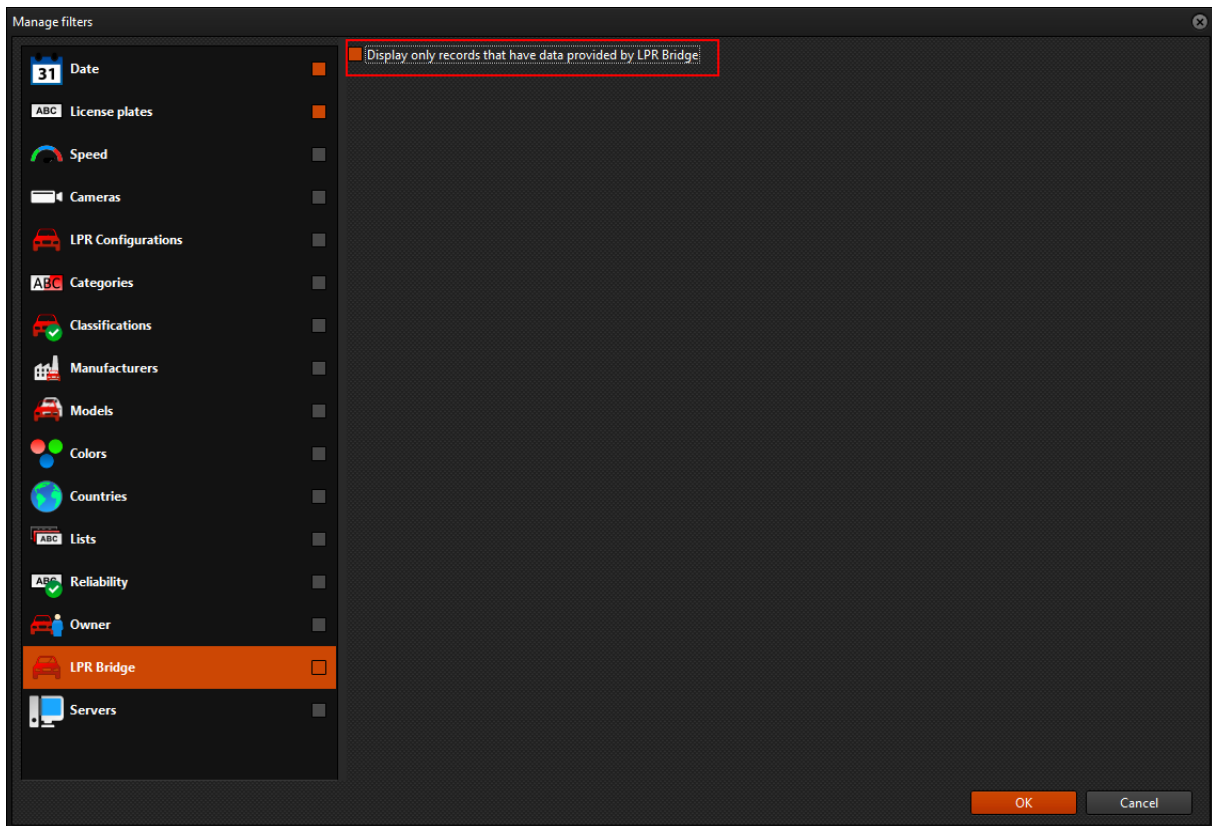 Manage filters
31 Date
ABC License plates
Speed
Cameras
LPR Configurations
ABC Categories
Classifications
Manufacturers
Models
Colors
Countries
ABC Lists
ABC Reliability
Owner
LPR Bridge
Servers
Display only records that have data provided by LPR Bridge
OK Cancel